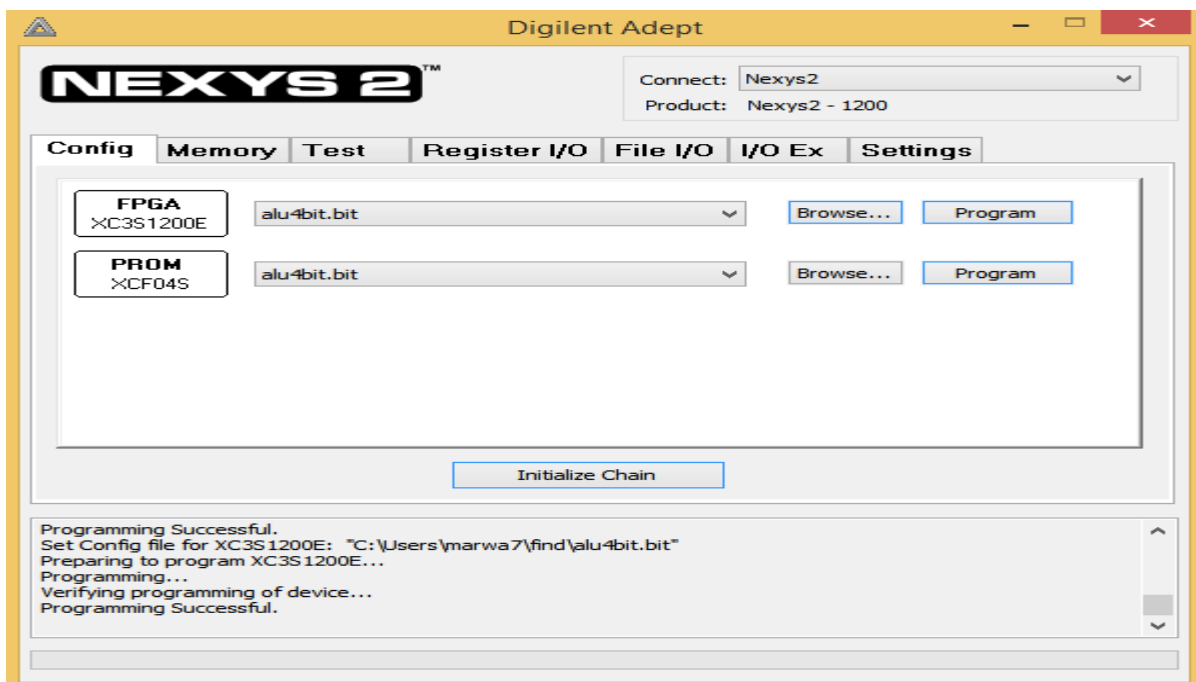 Digilent Adept
NEXYS 2™
Connect: Nexys2
Product: Nexys2 - 1200
Config Memory Test Register I/O File I/O I/O Ex Settings
FPGA
XC3S1200E
alu4bit.bit
Browse... Program
PROM
XCF04S
alu4bit.bit
Browse... Program
Initialize Chain
Programming Successful.
Set Config file for XC3S1200E: "C:\Users\marwa7\find\alu4bit.bit"
Preparing to program XC3S1200E...
Programming...
Verifying programming of device...
Programming Successful.